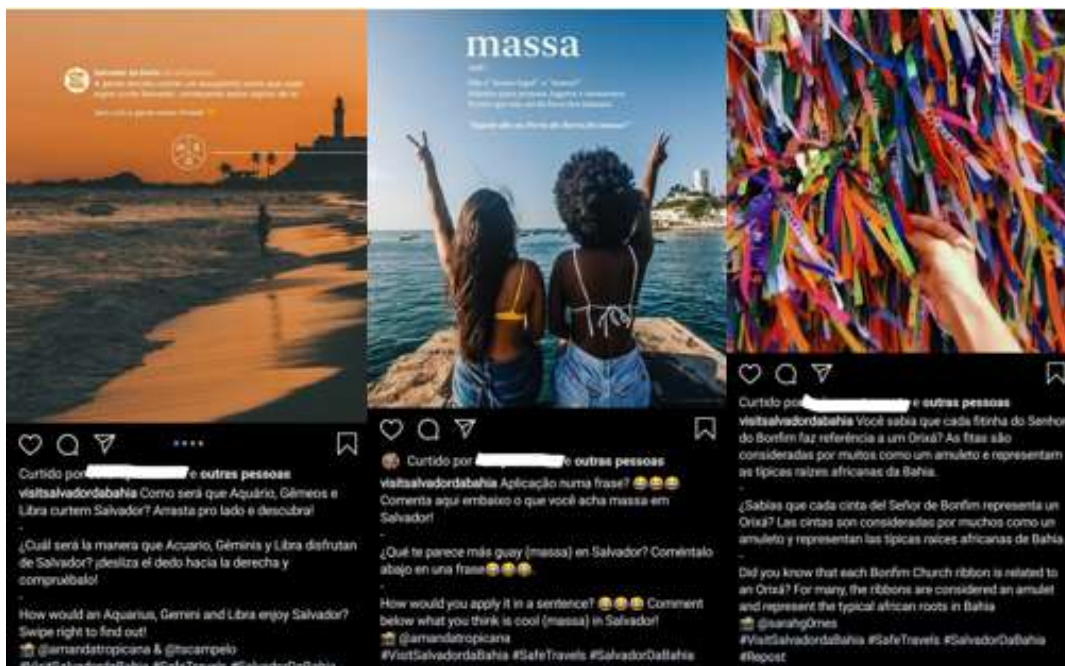 Curtido por
e outras pessoas
visitsalvadordabahia Como será que Aquário, Gêmeos e
Libra curtem Salvador? Arrasta pro lado e descubra!
-
¿Cuál será la manera que Acuario, Géminis y Libra disfrutan
de Salvador? ¡desliza el dedo hacia la derecha y
compruébalo!
-
How would an Aquarius, Gemini and Libra enjoy Salvador?
Swipe right to find out!
📸 @amandatropicana & @tscampelo
#VisitSalvadordaBahia #SafeTravels #SalvadorDaBahia
massa
Curtido por
e outras pessoas
visitsalvadordabahia Aplicação numa frase? 😂😂😂
Comenta aqui embaixo o que você acha massa em
Salvador!
-
¿Qué te parece más guay (massa) en Salvador? Coméntalo
abajo en una frase😂😂😂.
-
How would you apply it in a sentence? 😂😂😂 Comment
below what you think is cool (massa) in Salvador!
📸 @amandatropicana
#VisitSalvadordaBahia #SafeTravels #SalvadorDaBahia
Curtido por
e outras pessoas
visitsalvadordabahia Você sabia que cada fitinha do Senhor
do Bonfim faz referência a um Orixá? As fitas são
consideradas por muitos como um amuleto e representam
as típicas raízes africanas da Bahia.
-
¿Sabías que cada cinta del Señor de Bonfim representa un
Orixá? Las cintas son consideradas por muchos como un
amuleto y representan las típicas raíces africanas de Bahia.
-
Did you know that each Bonfim Church ribbon is related to
an Orixá? For many, the ribbons are considered an amulet
and represent the typical african roots in Bahia
📸 @sarahg0mes
#VisitSalvadordaBahia #SafeTravels #SalvadorDaBahia
#Repost